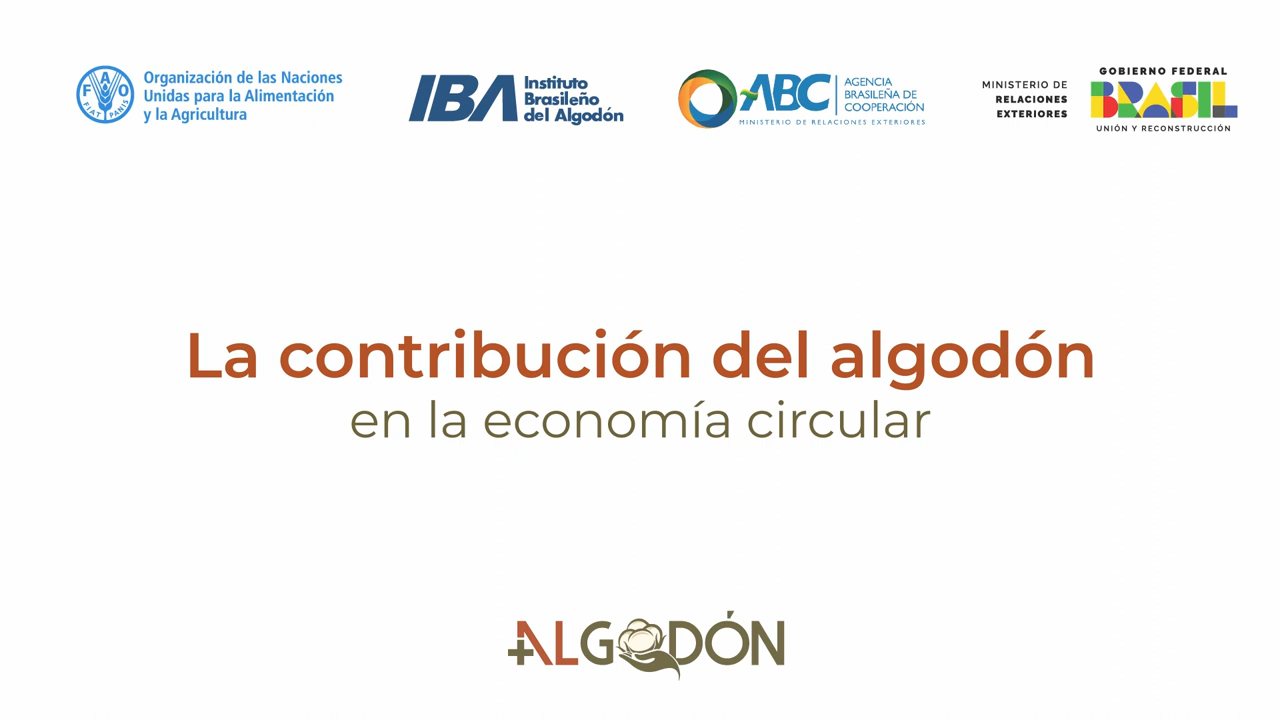 FAO
FIAT PANIS
Organización de las Naciones
Unidas para la Alimentación
y la Agricultura
IBA
Instituto
Brasileño
del Algodón
ABC
AGENCIA
BRASILEÑA DE
COOPERACIÓN
MINISTERIO DE RELACIONES EXTERIORES
MINISTERIO DE
RELACIONES
EXTERIORES
GOBIERNO FEDERAL
BRASIL
UNIÓN Y RECONSTRUCCIÓN
La contribución del algodón
en la economía circular
+ALGODÓN